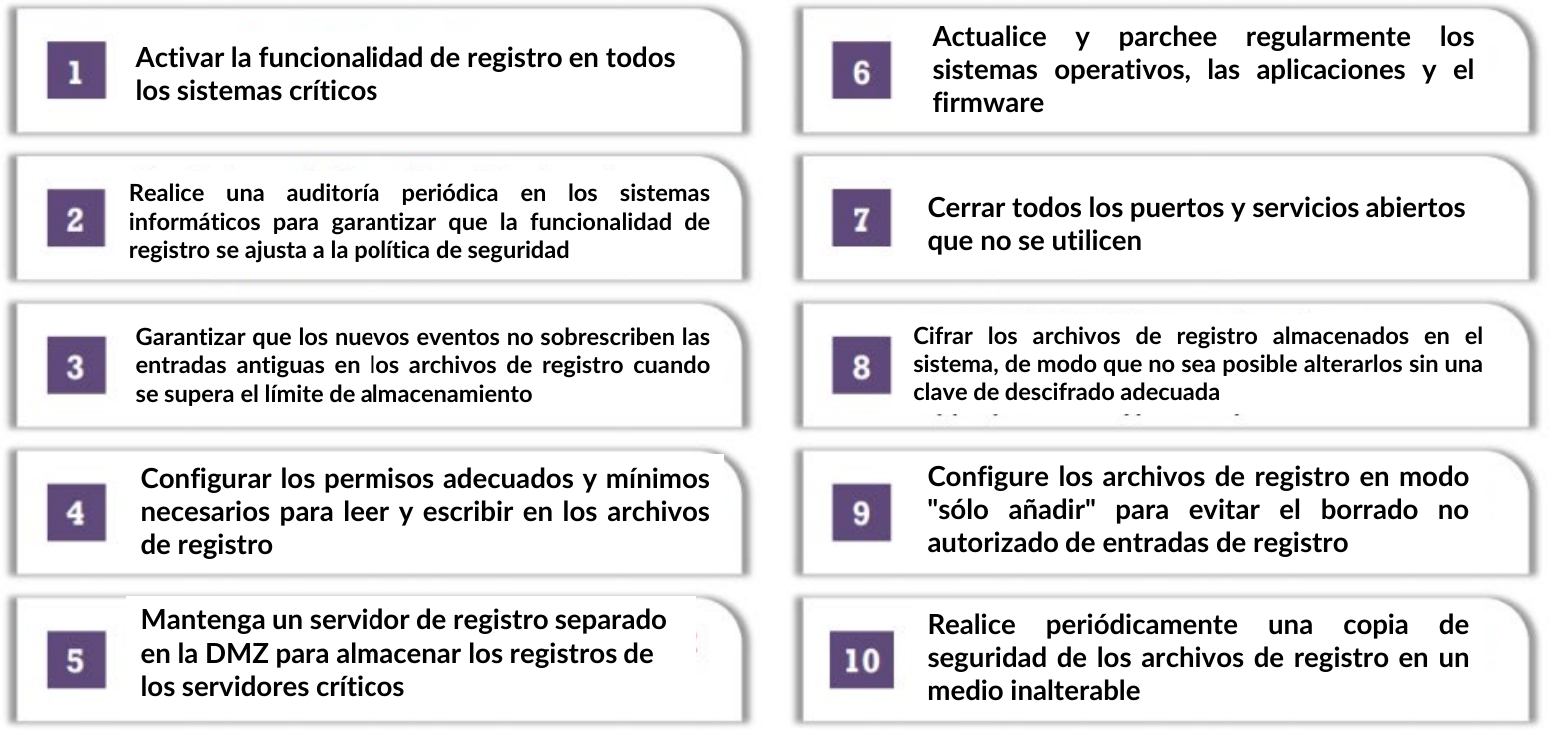 1
Activar la funcionalidad de registro en todos
los sistemas críticos
2
Realice una auditoría periódica en los sistemas
informáticos para garantizar que la funcionalidad de
registro se ajusta a la política de seguridad
3
Garantizar que los nuevos eventos no sobrescriben las
entradas antiguas en los archivos de registro cuando
se supera el límite de almacenamiento
4
Configurar los permisos adecuados y mínimos
necesarios para leer y escribir en los archivos
de registro
5
Mantenga un servidor de registro separado
en la DMZ para almacenar los registros de
los servidores críticos
6
Actualice y parchee regularmente los
sistemas operativos, las aplicaciones y el
firmware
7
Cerrar todos los puertos y servicios abiertos
que no se utilicen
8
Cifrar los archivos de registro almacenados en el
sistema, de modo que no sea posible alterarlos sin una
clave de descifrado adecuada
9
Configure los archivos de registro en modo
"sólo añadir" para evitar el borrado no
autorizado de entradas de registro
10
Realice periódicamente una copia de
seguridad de los archivos de registro en un
medio inalterable